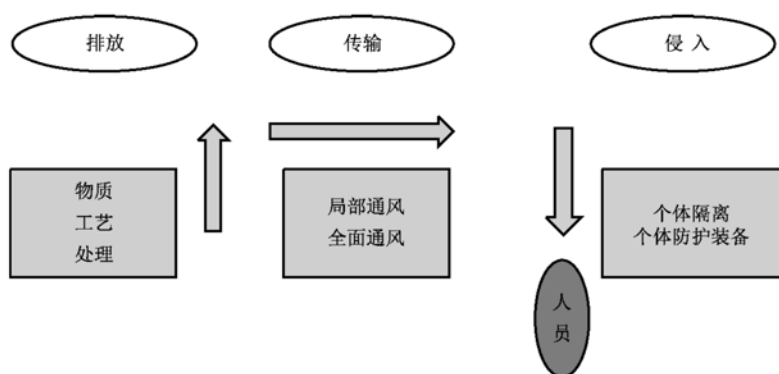 排放
传输
侵入
物质
工艺
处理
局部通风
全面通风
个体隔离
个体防护装备
人
员